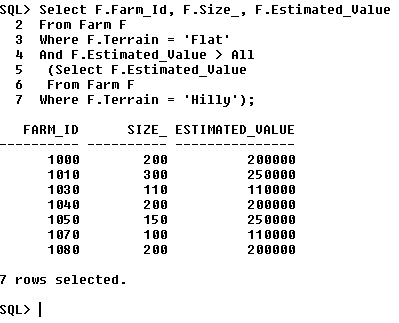 SQL> Select F.Farm_Id, F.Size_, F.Estimated_Value
2 From Farm F
3 Where F.Terrain = 'Flat'
4 And F.Estimated_Value > All
5 (Select F.Estimated_Value
6 From Farm F
7 Where F.Terrain = 'Hilly');
FARM_ID SIZE_ ESTIMATED_VALUE
---------- ---------- ---------------
1000 200 200000
1010 300 250000
1030 110 110000
1040 200 200000
1050 150 250000
1070 100 110000
1080 200 200000
7 rows selected.
SQL>